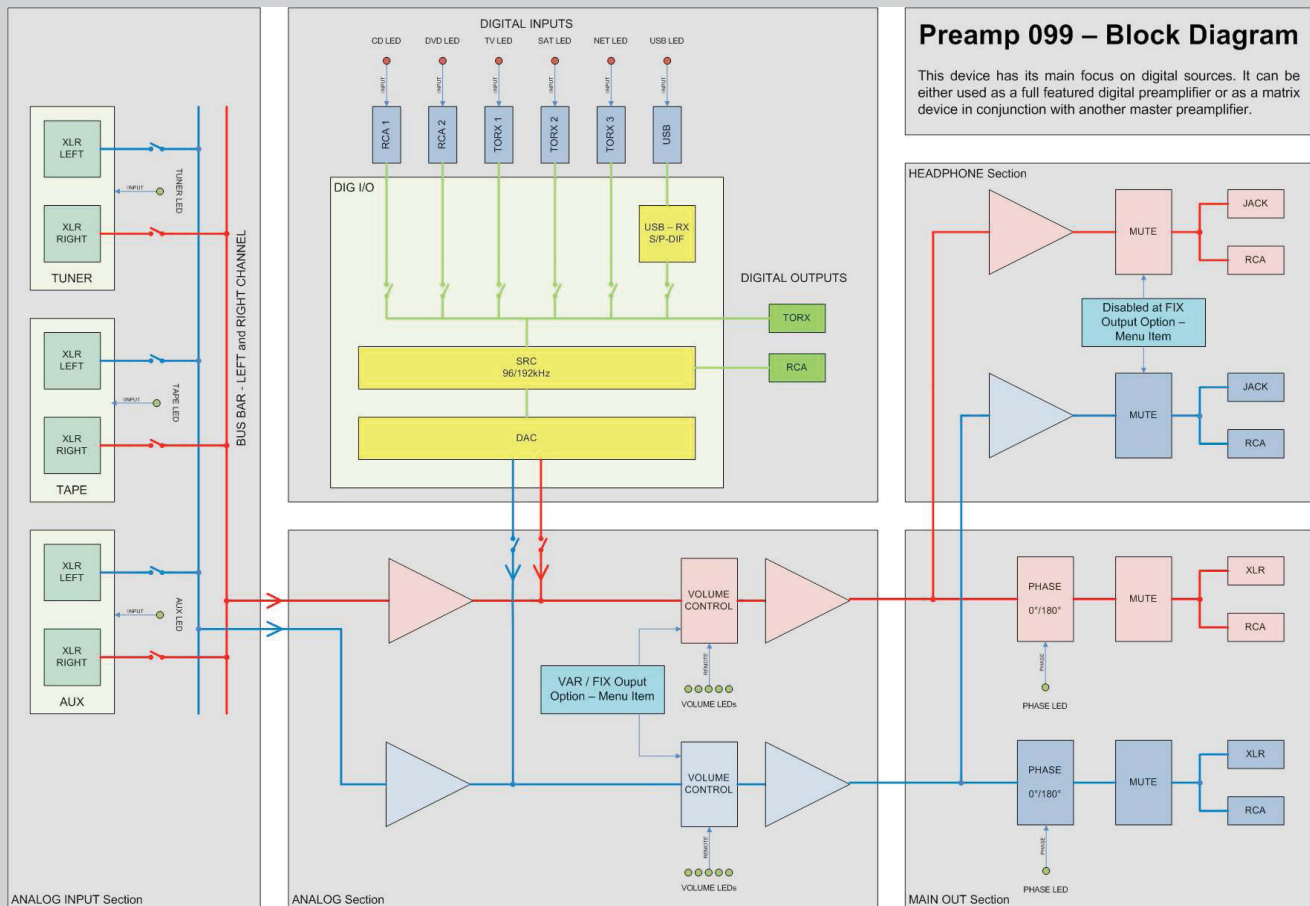 Preamp 099 – Block Diagram
This device has its main focus on digital sources. It can be
either used as a full featured digital preamplifier or as a matrix
device in conjunction with another master preamplifier.
XLR
LEFT
INPUT
TUNER LED
XLR
RIGHT
TUNER
XLR
LEFT
INPUT
TAPE LED
XLR
RIGHT
TAPE
XLR
LEFT
INPUT
AUX LED
XLR
RIGHT
AUX
BUS BAR - LEFT and RIGHT CHANNEL
ANALOG INPUT Section
DIGITAL INPUTS
CD LED
DVD LED
TV LED
SAT LED
NET LED
USB LED
INPUT
INPUT
INPUT
INPUT
INPUT
INPUT
RCA 1
RCA 2
TORX 1
TORX 2
TORX 3
USB
DIG I/O
USB – RX
S/P-DIF
DIGITAL OUTPUTS
TORX
SRC
96/192kHz
RCA
DAC
VOLUME
CONTROL
REMOTE
VOLUME LEDs
VAR / FIX Ouput
Option – Menu Item
VOLUME
CONTROL
REMOTE
VOLUME LEDs
ANALOG Section
HEADPHONE Section
MUTE
JACK
RCA
Disabled at FIX
Output Option –
Menu Item
MUTE
JACK
RCA
PHASE
0°/180°
MUTE
XLR
RCA
PHASE
PHASE LED
PHASE
0°/180°
MUTE
XLR
RCA
PHASE
PHASE LED
MAIN OUT Section